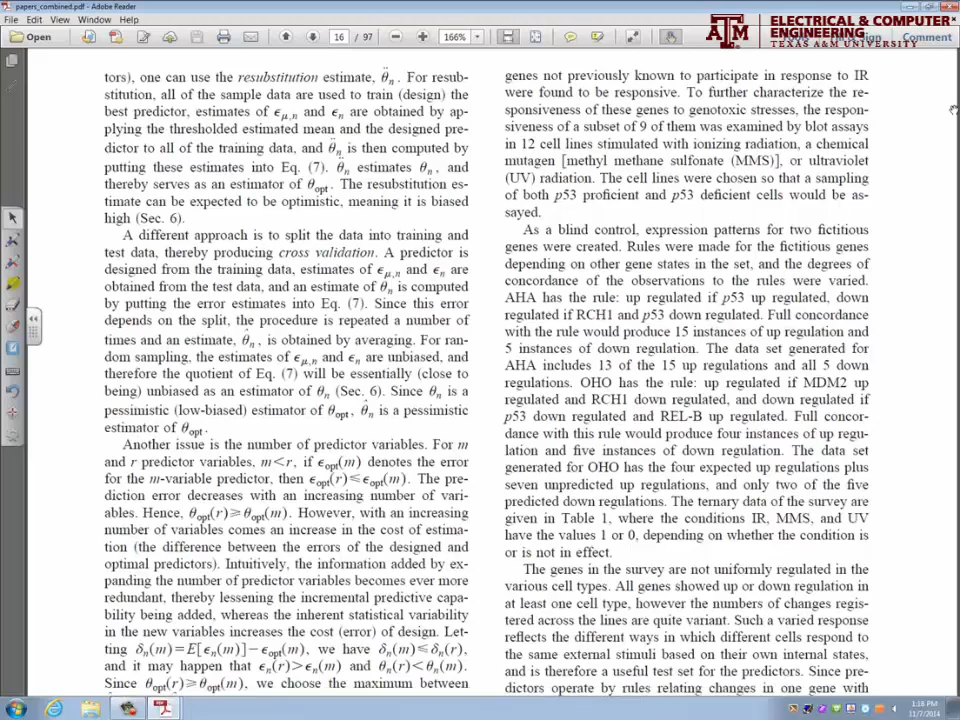 papers_combined.pdf - Adobe Reader
File Edit View Window Help
Open
16 / 97
166%
Sign
Comment
ĀM
ELECTRICAL & COMPUTER
ENGINEERING
TEXAS A&M UNIVERSITY
tors), one can use the resubstitution estimate, θ̈n. For resub-
stitution, all of the sample data are used to train (design) the
best predictor, estimates of ϵμ,n and ϵn are obtained by ap-
plying the thresholded estimated mean and the designed pre-
dictor to all of the training data, and θ̈n is then computed by
putting these estimates into Eq. (7). θ̈n estimates θn, and
thereby serves as an estimator of θopt. The resubstitution es-
timate can be expected to be optimistic, meaning it is biased
high (Sec. 6).
A different approach is to split the data into training and
test data, thereby producing cross validation. A predictor is
designed from the training data, estimates of ϵμ,n and ϵn are
obtained from the test data, and an estimate of θn is computed
by putting the error estimates into Eq. (7). Since this error
depends on the split, the procedure is repeated a number of
times and an estimate, θ̂n, is obtained by averaging. For ran-
dom sampling, the estimates of ϵμ,n and ϵn are unbiased, and
therefore the quotient of Eq. (7) will be essentially (close to
being) unbiased as an estimator of θn (Sec. 6). Since θn is a
pessimistic (low-biased) estimator of θopt, θ̂n is a pessimistic
estimator of θopt.
Another issue is the number of predictor variables. For m
and r predictor variables, m<r, if ϵopt(m) denotes the error
for the m-variable predictor, then ϵopt(r)≤ϵopt(m). The pre-
diction error decreases with an increasing number of vari-
ables. Hence, θopt(r)≥θopt(m). However, with an increasing
number of variables comes an increase in the cost of estima-
tion (the difference between the errors of the designed and
optimal predictors). Intuitively, the information added by ex-
panding the number of predictor variables becomes ever more
redundant, thereby lessening the incremental predictive capa-
bility being added, whereas the inherent statistical variability
in the new variables increases the cost (error) of design. Let-
ting δn(m)=E[ϵn(m)]−ϵopt(m), we have δn(m)≤δn(r),
and it may happen that ϵn(r)>ϵn(m) and θn(r)<θn(m).
Since θopt(r)≥θopt(m), we choose the maximum between
genes not previously known to participate in response to IR
were found to be responsive. To further characterize the re-
sponsiveness of these genes to genotoxic stresses, the respon-
siveness of a subset of 9 of them was examined by blot assays
in 12 cell lines stimulated with ionizing radiation, a chemical
mutagen [methyl methane sulfonate (MMS)], or ultraviolet
(UV) radiation. The cell lines were chosen so that a sampling
of both p53 proficient and p53 deficient cells would be as-
sayed.
As a blind control, expression patterns for two fictitious
genes were created. Rules were made for the fictitious genes
depending on other gene states in the set, and the degrees of
concordance of the observations to the rules were varied.
AHA has the rule: up regulated if p53 up regulated, down
regulated if RCH1 and p53 down regulated. Full concordance
with the rule would produce 15 instances of up regulation and
5 instances of down regulation. The data set generated for
AHA includes 13 of the 15 up regulations and all 5 down
regulations. OHO has the rule: up regulated if MDM2 up
regulated and RCH1 down regulated, and down regulated if
p53 down regulated and REL-B up regulated. Full concor-
dance with this rule would produce four instances of up regu-
lation and five instances of down regulation. The data set
generated for OHO has the four expected up regulations plus
seven unpredicted up regulations, and only two of the five
predicted down regulations. The ternary data of the survey are
given in Table 1, where the conditions IR, MMS, and UV
have the values 1 or 0, depending on whether the condition is
or is not in effect.
The genes in the survey are not uniformly regulated in the
various cell types. All genes showed up or down regulation in
at least one cell type, however the numbers of changes regis-
tered across the lines are quite variant. Such a varied response
reflects the different ways in which different cells respond to
the same external stimuli based on their own internal states,
and is therefore a useful test set for the predictors. Since pre-
dictors operate by rules relating changes in one gene with
1:18 PM
11/7/2014